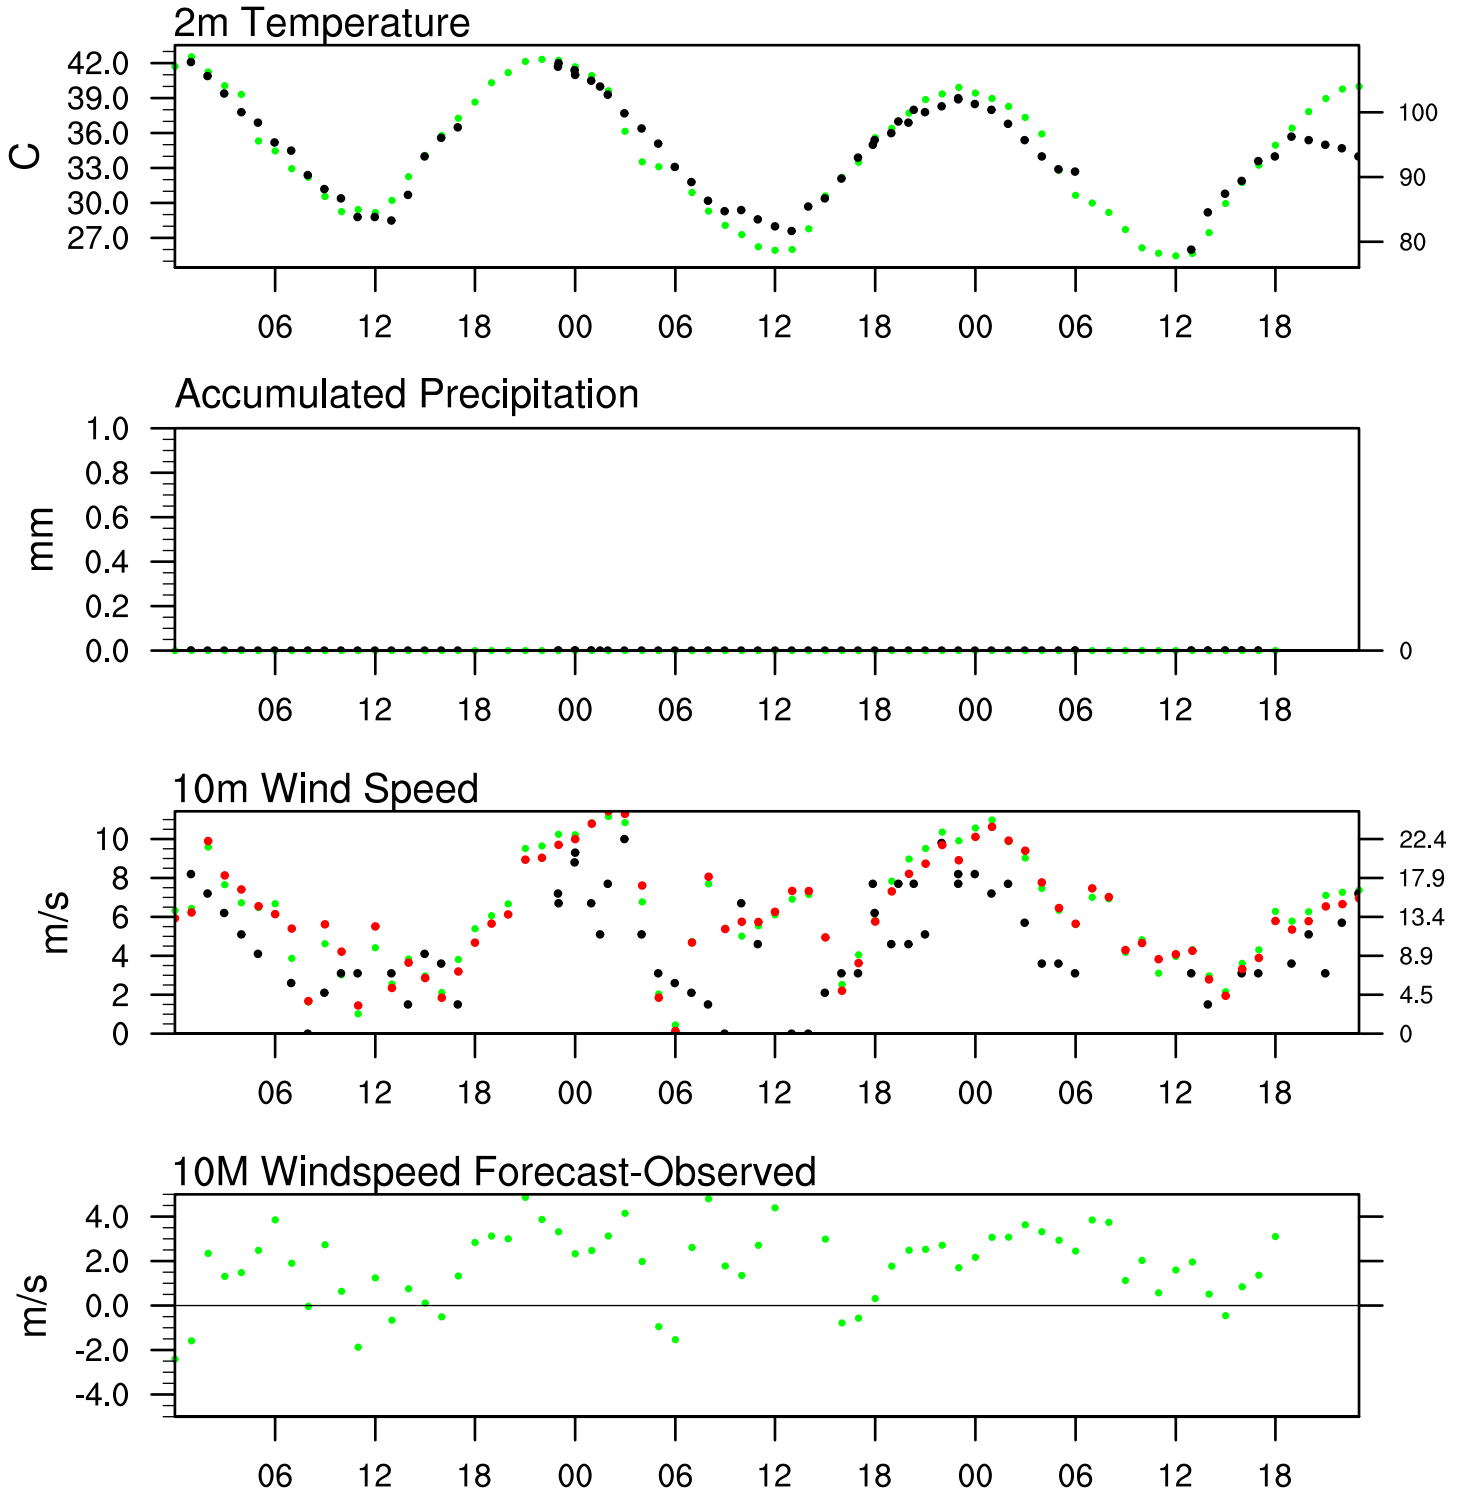 2m Temperature
42.0
39.0
36.0
33.0
30.0
27.0
C
100
90
80
06 12 18 00 06 12 18 00 06 12 18
Accumulated Precipitation
1.0
0.8
0.6
0.4
0.2
0.0
mm
0
06 12 18 00 06 12 18 00 06 12 18
10m Wind Speed
10
8
6
4
2
0
m/s
22.4
17.9
13.4
8.9
4.5
0
06 12 18 00 06 12 18 00 06 12 18
10M Windspeed Forecast-Observed
4.0
2.0
0.0
-2.0
-4.0
m/s
06 12 18 00 06 12 18 00 06 12 18